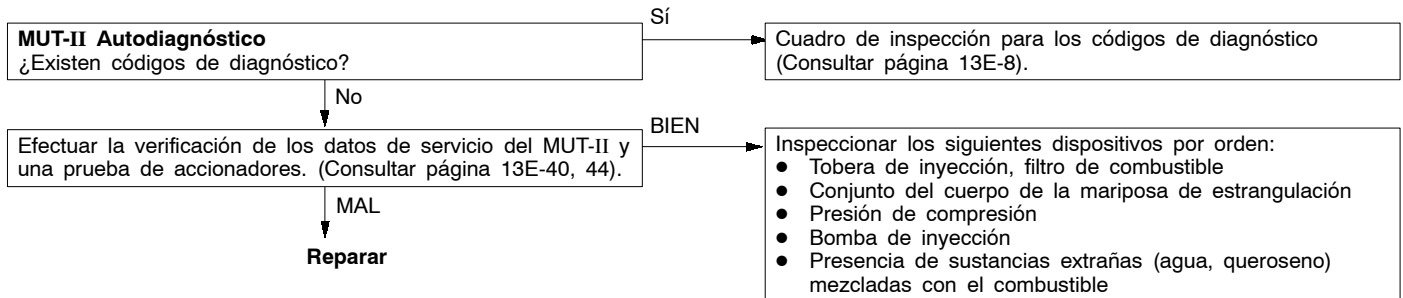 MUT-II Autodiagnóstico
¿Existen códigos de diagnóstico?
Sí
Cuadro de inspección para los códigos de diagnóstico
(Consultar página 13E-8).
No
Efectuar la verificación de los datos de servicio del MUT-II y
una prueba de accionadores. (Consultar página 13E-40, 44).
BIEN
Inspeccionar los siguientes dispositivos por orden:
● Tobera de inyección, filtro de combustible
● Conjunto del cuerpo de la mariposa de estrangulación
● Presión de compresión
● Bomba de inyección
● Presencia de sustancias extrañas (agua, queroseno)
mezcladas con el combustible
MAL
Reparar